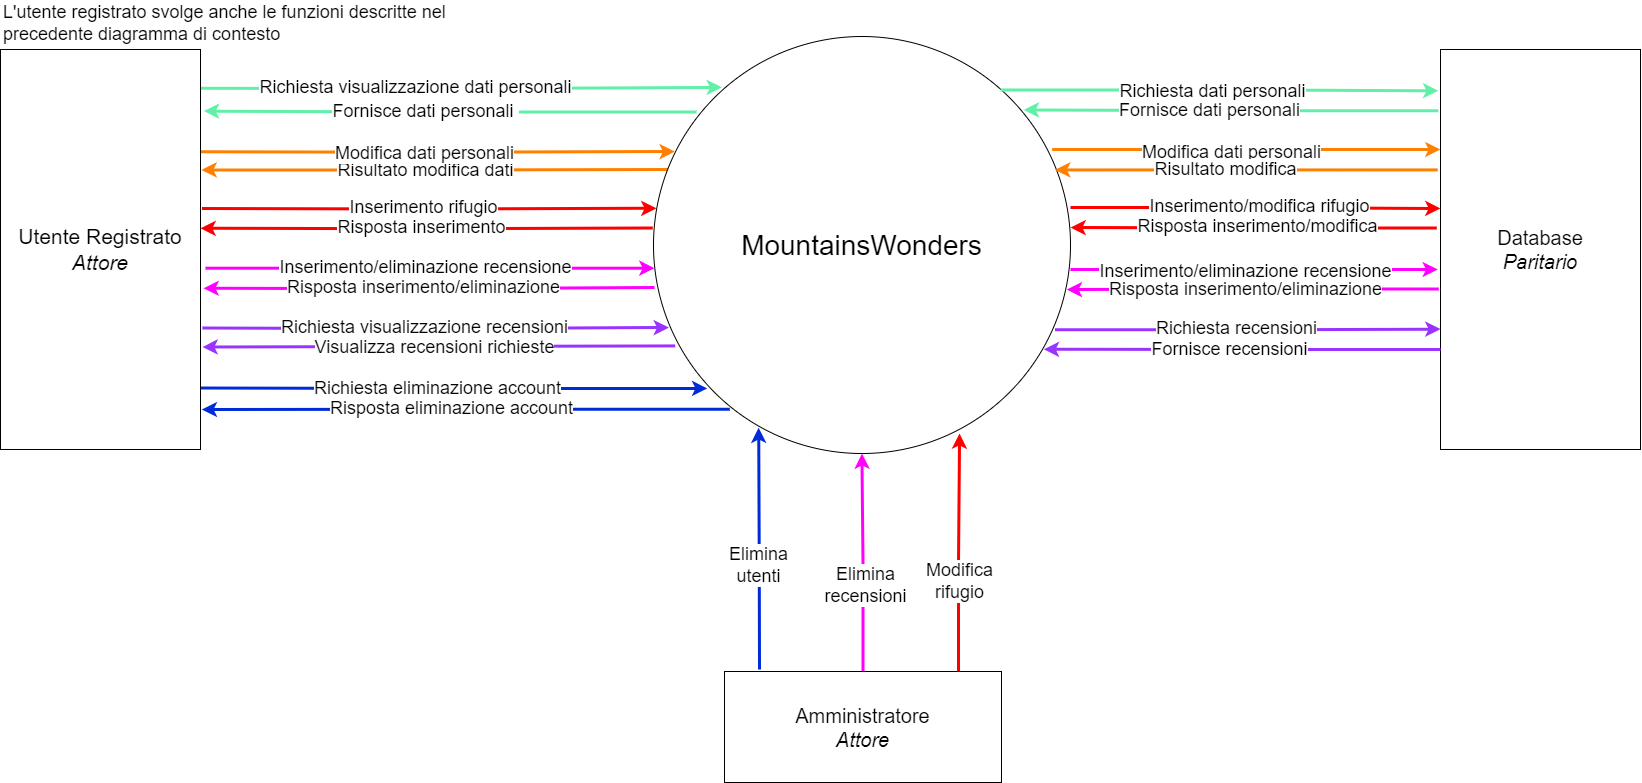 L'utente registrato svolge anche le funzioni descritte nel
precedente diagramma di contesto
Utente Registrato
Attore
Richiesta visualizzazione dati personali
Fornisce dati personali
Modifica dati personali
Risultato modifica dati
Inserimento rifugio
Risposta inserimento
Inserimento/eliminazione recensione
Risposta inserimento/eliminazione
Richiesta visualizzazione recensioni
Visualizza recensioni richieste
Richiesta eliminazione account
Risposta eliminazione account
MountainsWonders
Richiesta dati personali
Fornisce dati personali
Modifica dati personali
Risultato modifica
Inserimento/modifica rifugio
Risposta inserimento/modifica
Inserimento/eliminazione recensione
Risposta inserimento/eliminazione
Richiesta recensioni
Fornisce recensioni
Database
Paritario
Elimina
utenti
Elimina
recensioni
Modifica
rifugio
Amministratore
Attore